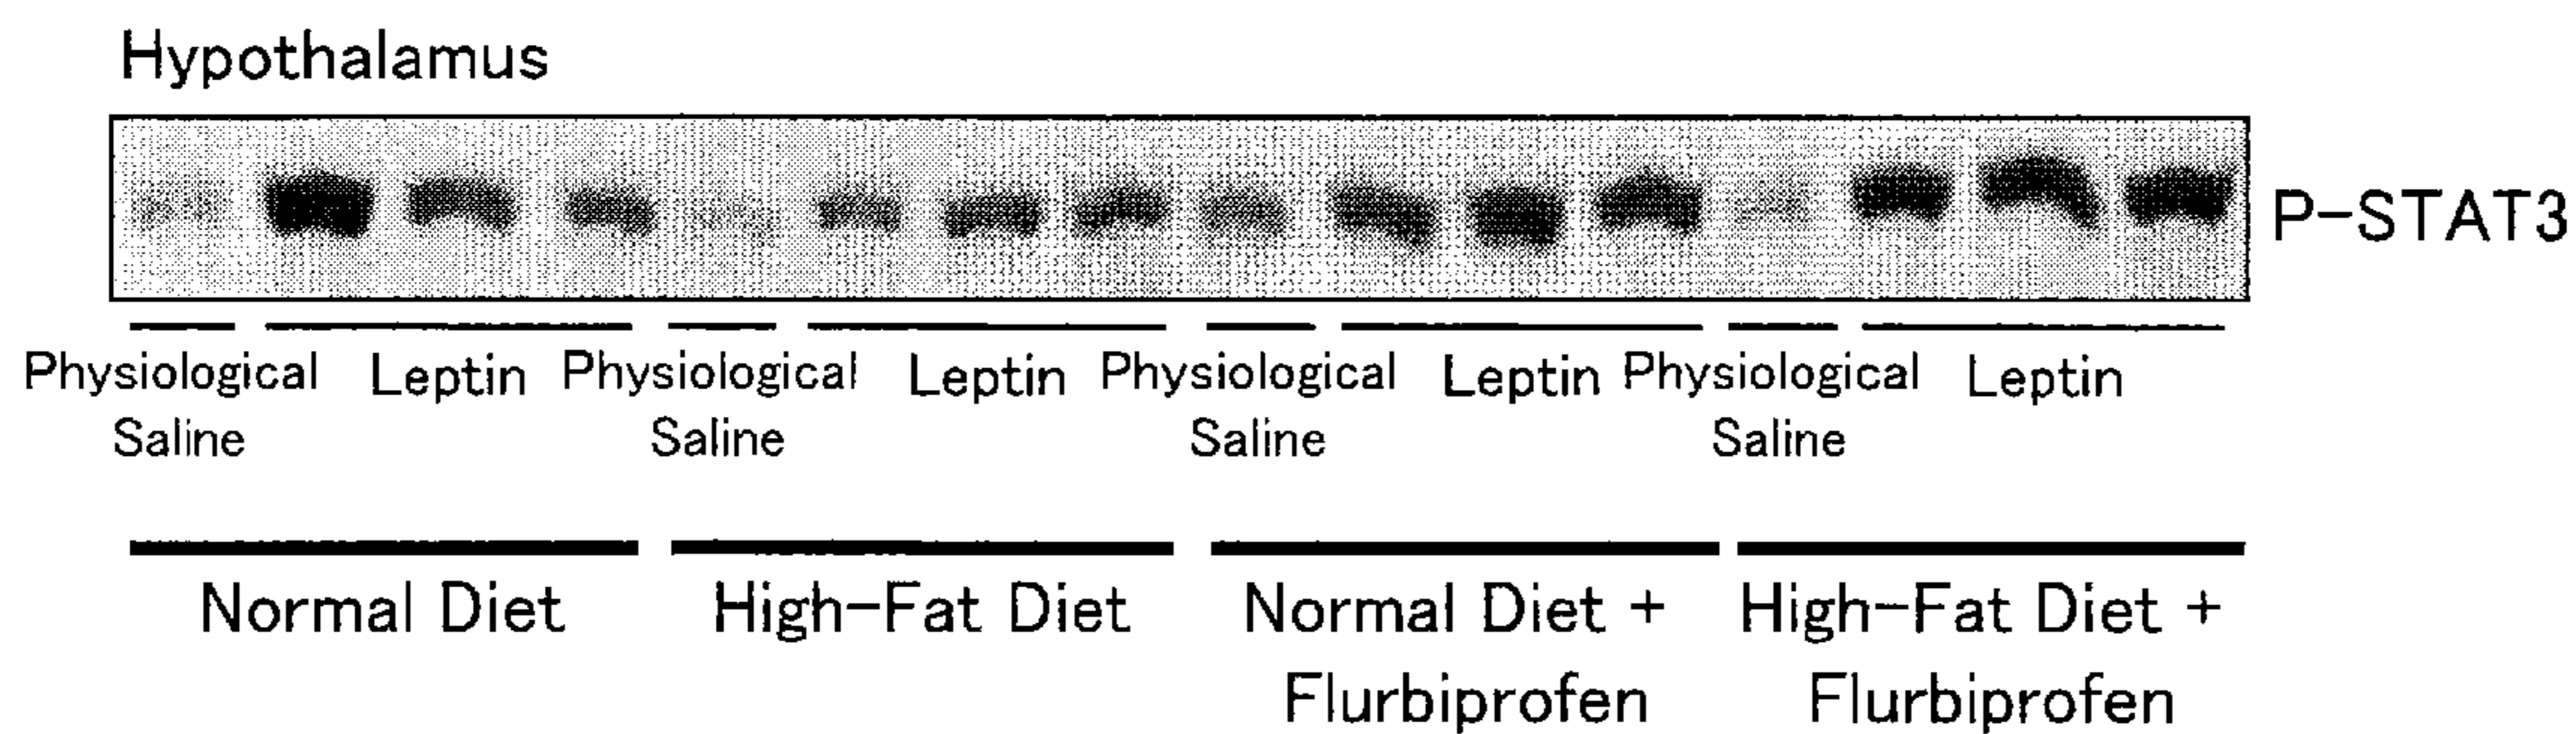 Hypothalamus
P-STAT3
Physiological Saline
Leptin
Physiological Saline
Leptin
Physiological Saline
Leptin
Physiological Saline
Leptin
Normal Diet
High-Fat Diet
Normal Diet +
Flurbiprofen
High-Fat Diet +
Flurbiprofen